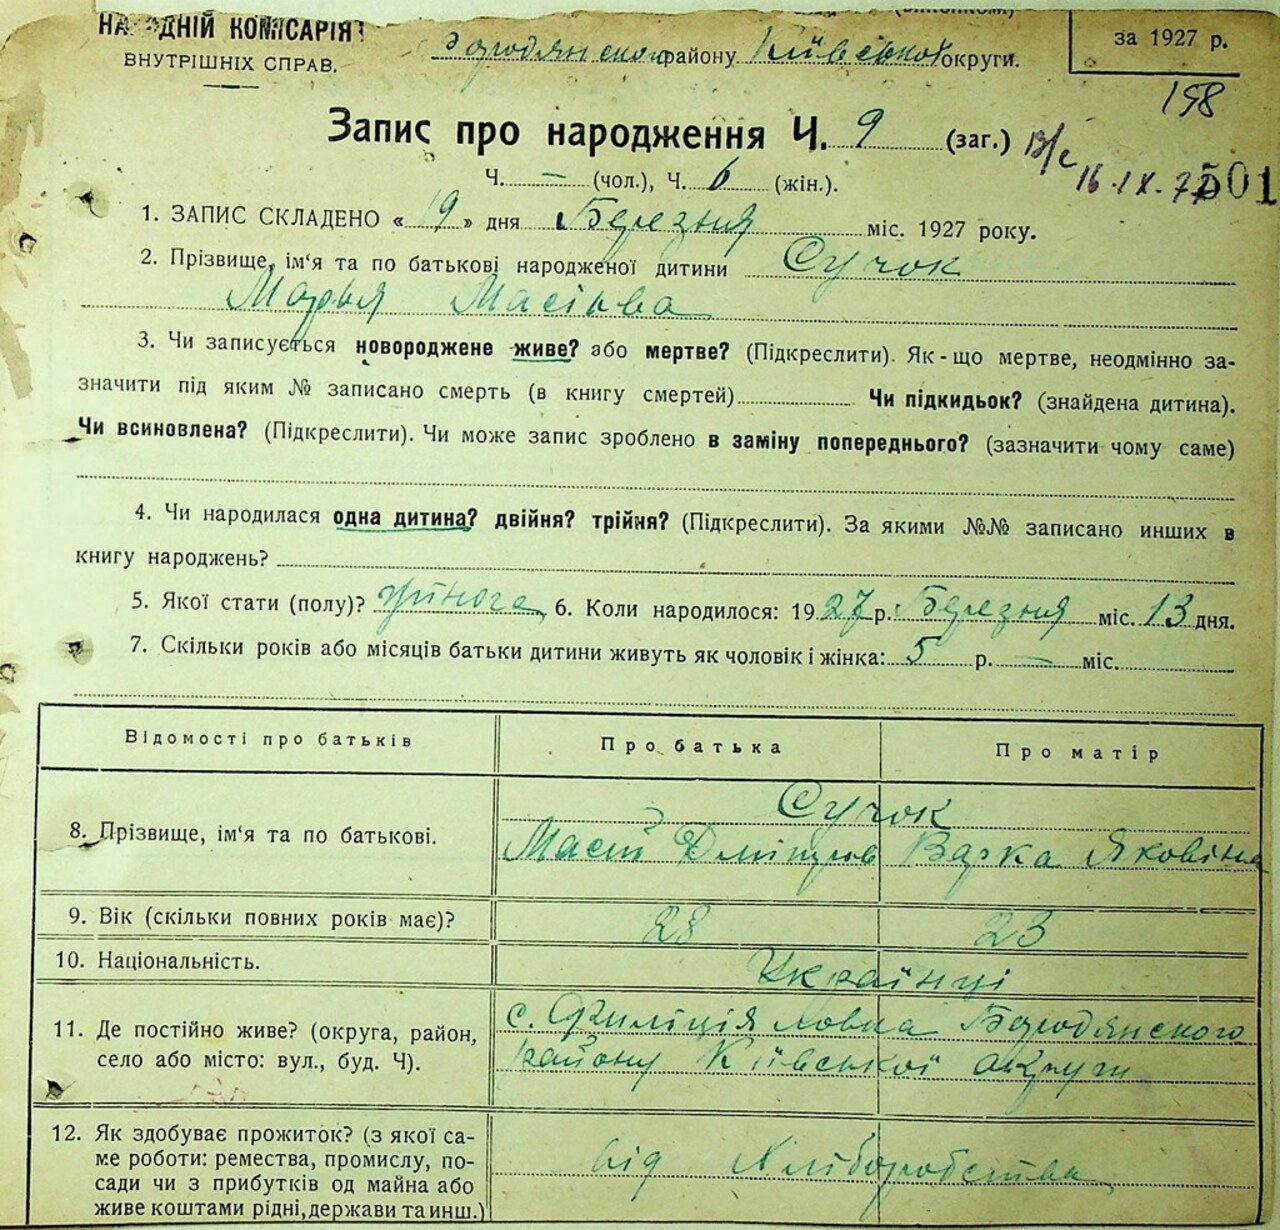 НАРОДНІЙ КОМІСАРІЯТ
ВНУТРІШНІХ СПРАВ.
Бородянського району Київської округи.
за 1927 р.
198
Запис про народження Ч. 9 (заг.)
В/с
16.IX.77
501
Ч. — (чол.), Ч. 6 (жін.).
1. ЗАПИС СКЛАДЕНО « 19 » дня Березня міс. 1927 року.
2. Прізвище, ім'я та по батькові народженої дитини Сучок
Марья Масіьва
3. Чи записується новороджене живе? або мертве? (Підкреслити). Як-що мертве, неодмінно за-
значити під яким № записано смерть (в книгу смертей) Чи підкидьок? (знайдена дитина).
Чи всиновлена? (Підкреслити). Чи може запис зроблено в заміну попереднього? (зазначити чому саме)
4. Чи народилася одна дитина? двійня? трійня? (Підкреслити). За якими №№ записано инших в
книгу народжень?
5. Якої стати (полу)? жіноча 6. Коли народилося: 1927 р. Березня міс. 13 дня.
7. Скільки років або місяців батьки дитини живуть як чоловік і жінка: 5 р. — міс.
Відомості про батьків Про батька Про матір
8. Прізвище, ім'я та по батькові. Сучок
Масій Дмітров Варка Яковівна
9. Вік (скільки повних років має)? 28 23
10. Національність. Українці
11. Де постійно живе? (округа, район, с. Бородянського
село або місто: вул., буд. Ч). району Київської округи
12. Як здобуває прожиток? (з якої са-
ме роботи: ремества, промислу, по- від Хліборобства
сади чи з прибутків од майна або
живе коштами рідні, держави та инш.)